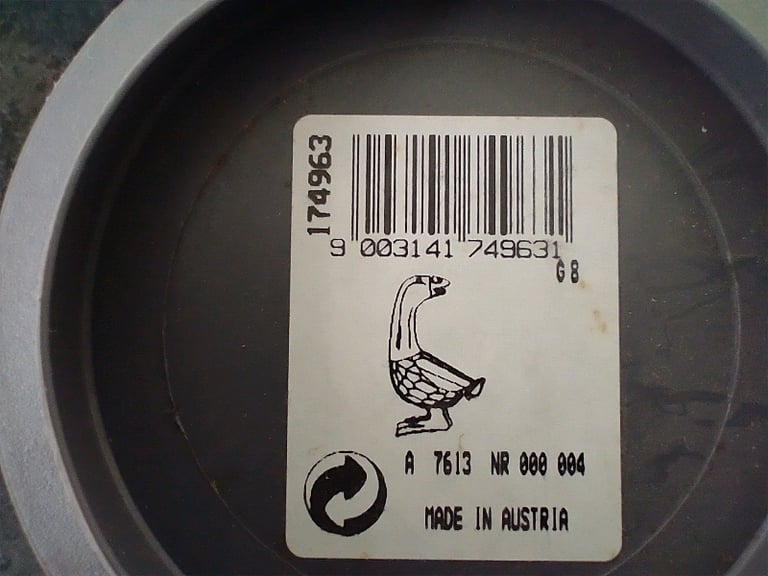 174963
9 003141 749631
G 8
A 7613 NR 000 004
MADE IN AUSTRIA